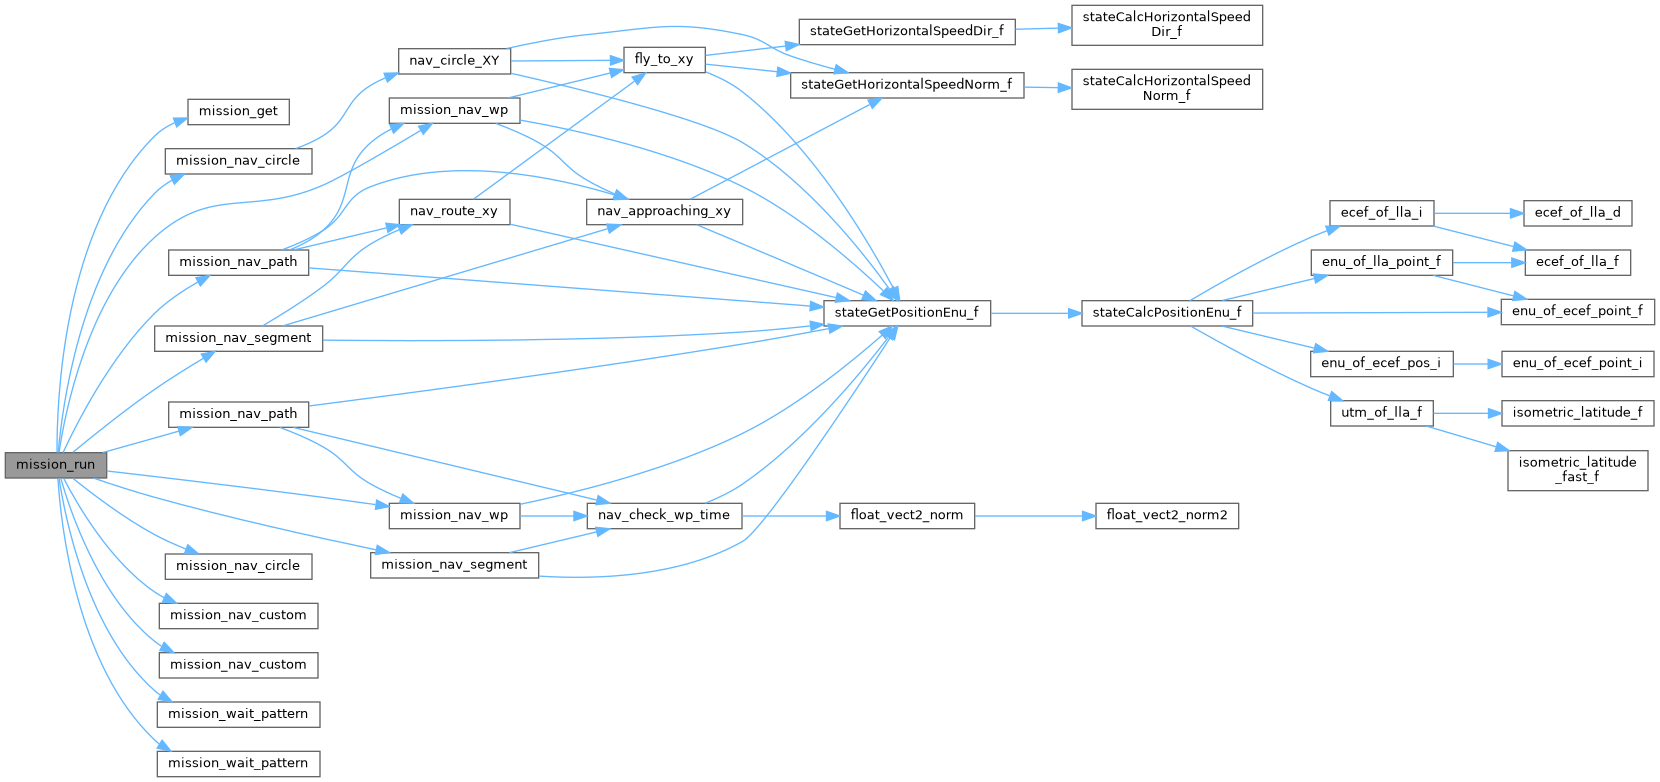 mission_run
mission_get
mission_nav_circle
mission_nav_path
mission_nav_segment
mission_nav_path
mission_nav_circle
mission_nav_custom
mission_nav_custom
mission_wait_pattern
mission_wait_pattern
nav_circle_XY
mission_nav_wp
nav_route_xy
mission_nav_wp
mission_nav_segment
fly_to_xy
nav_approaching_xy
nav_check_wp_time
stateGetHorizontalSpeedDir_f
stateGetHorizontalSpeedNorm_f
stateGetPositionEnu_f
float_vect2_norm
stateCalcHorizontalSpeed
Dir_f
stateCalcHorizontalSpeed
Norm_f
stateCalcPositionEnu_f
float_vect2_norm2
ecef_of_lla_i
enu_of_lla_point_f
enu_of_ecef_pos_i
utm_of_lla_f
ecef_of_lla_d
ecef_of_lla_f
enu_of_ecef_point_f
enu_of_ecef_point_i
isometric_latitude_f
isometric_latitude
_fast_f